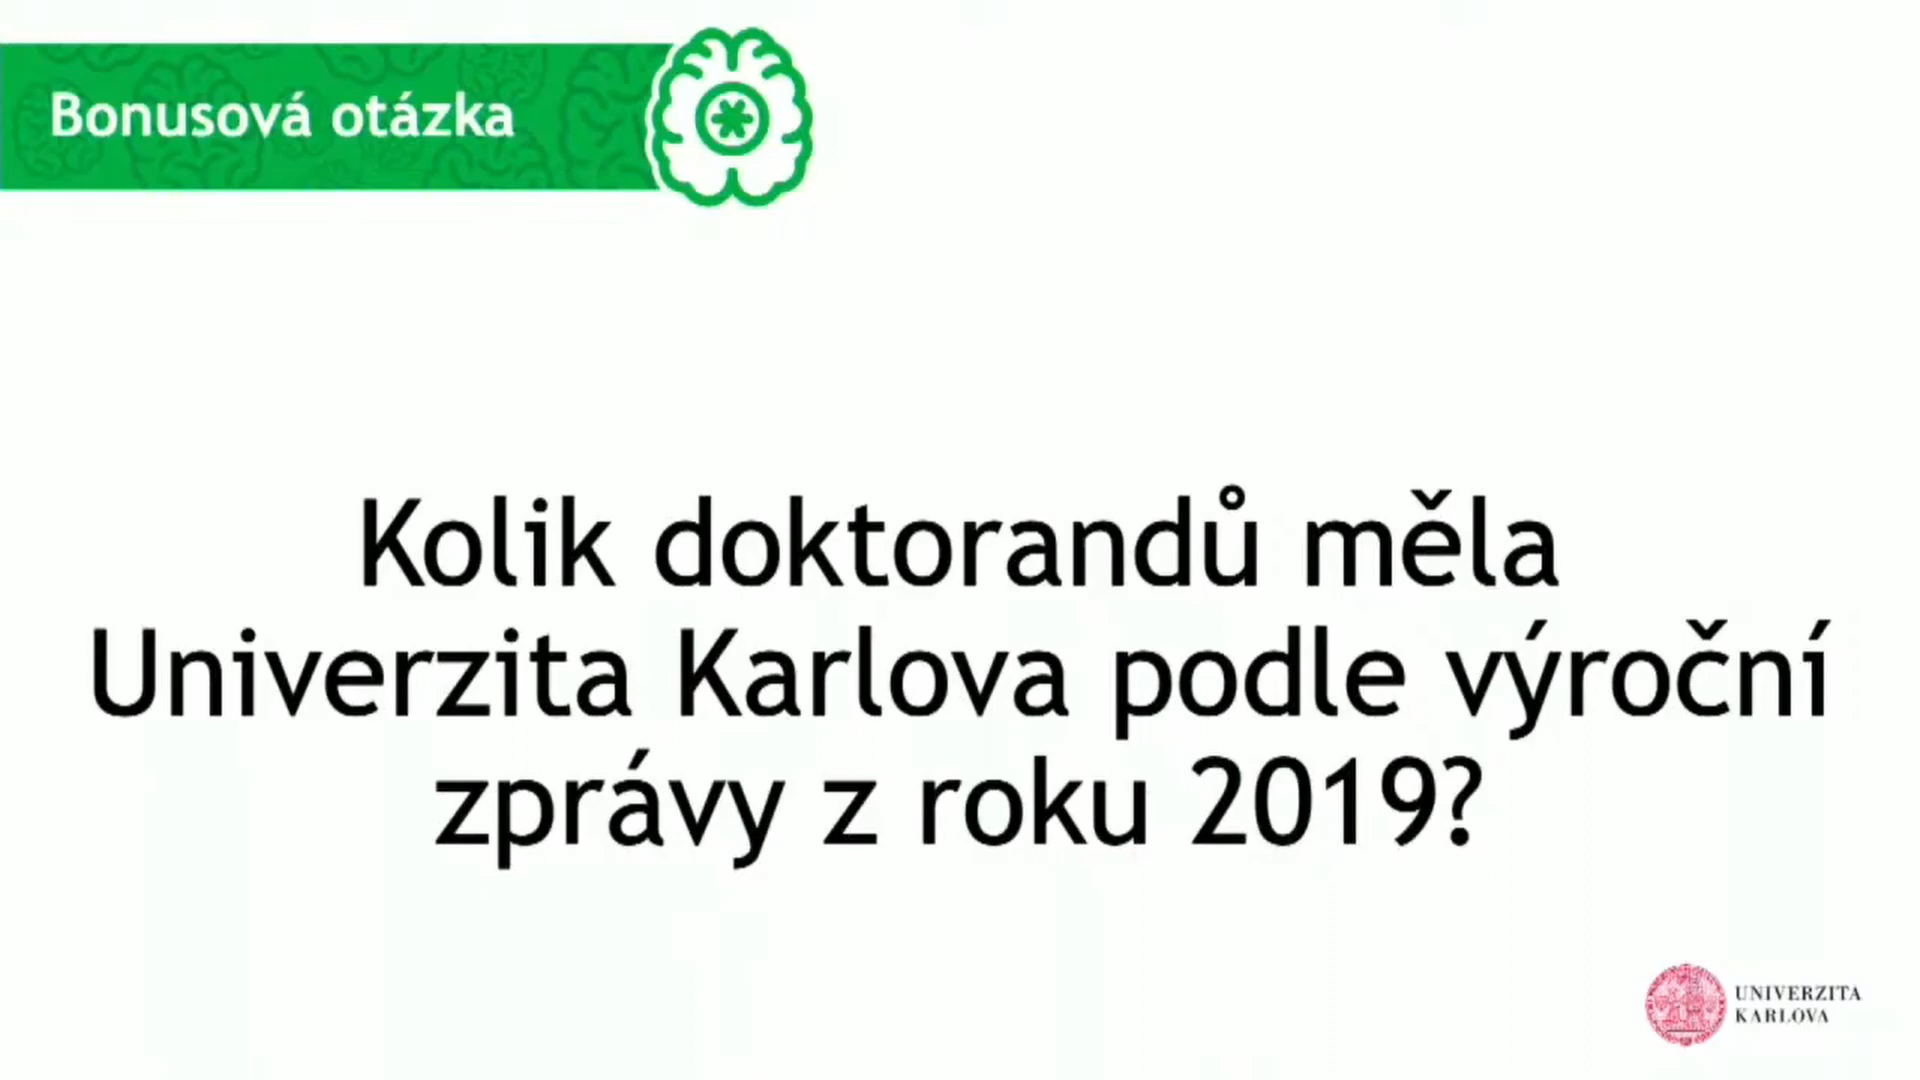 Bonusová otázka
Kolik doktorandů měla
Univerzita Karlova podle výroční
zprávy z roku 2019?
UNIVERZITA
KARLOVA